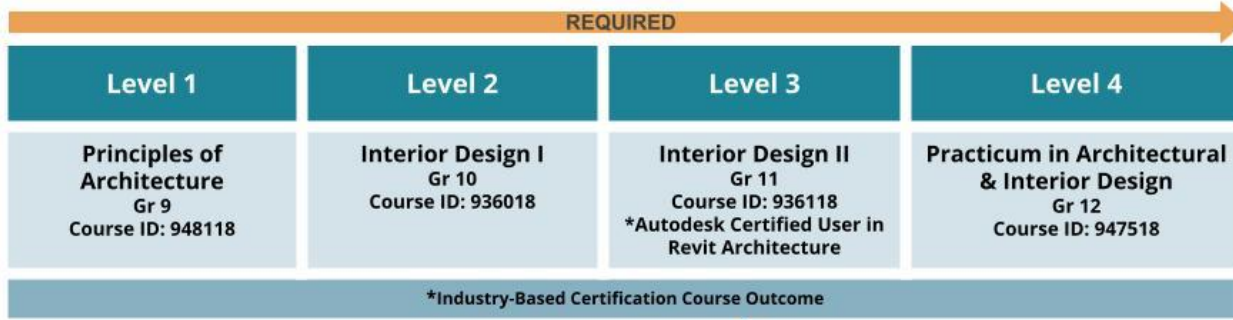 REQUIRED
Level 1
Level 2
Level 3
Level 4
Principles of
Architecture
Gr 9
Course ID: 948118
Interior Design I
Gr 10
Course ID: 936018
Interior Design II
Gr 11
Course ID: 936118
*Autodesk Certified User in
Revit Architecture
Practicum in Architectural
& Interior Design
Gr 12
Course ID: 947518
*Industry-Based Certification Course Outcome